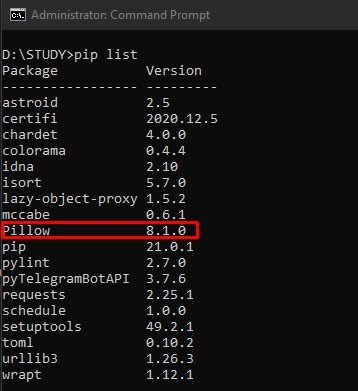 Administrator: Command Prompt
D:\STUDY>pip list
Package Version
----------------- ---------
astroid 2.5
certifi 2020.12.5
chardet 4.0.0
colorama 0.4.4
idna 2.10
isort 5.7.0
lazy-object-proxy 1.5.2
mccabe 0.6.1
Pillow 8.1.0
pip 21.0.1
pylint 2.7.0
pyTelegramBotAPI 3.7.6
requests 2.25.1
schedule 1.0.0
setuptools 49.2.1
toml 0.10.2
urllib3 1.26.3
wrapt 1.12.1